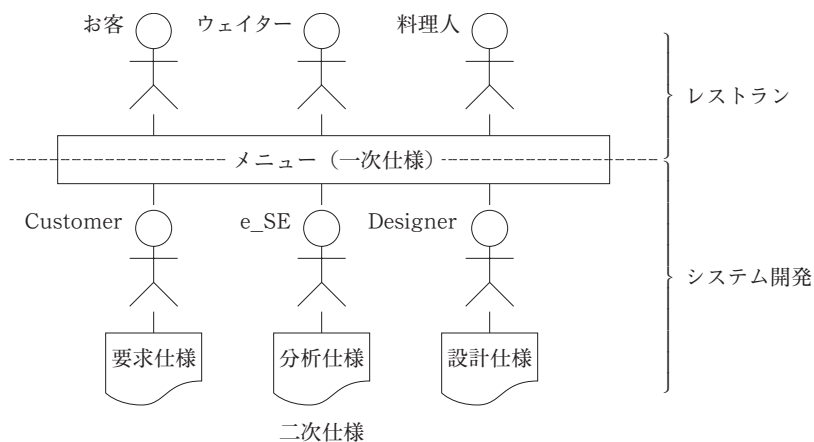 お客 ウェイター 料理人
レストラン
メニュー（一次仕様）
Customer e_SE Designer
システム開発
要求仕様 分析仕様 設計仕様
二次仕様